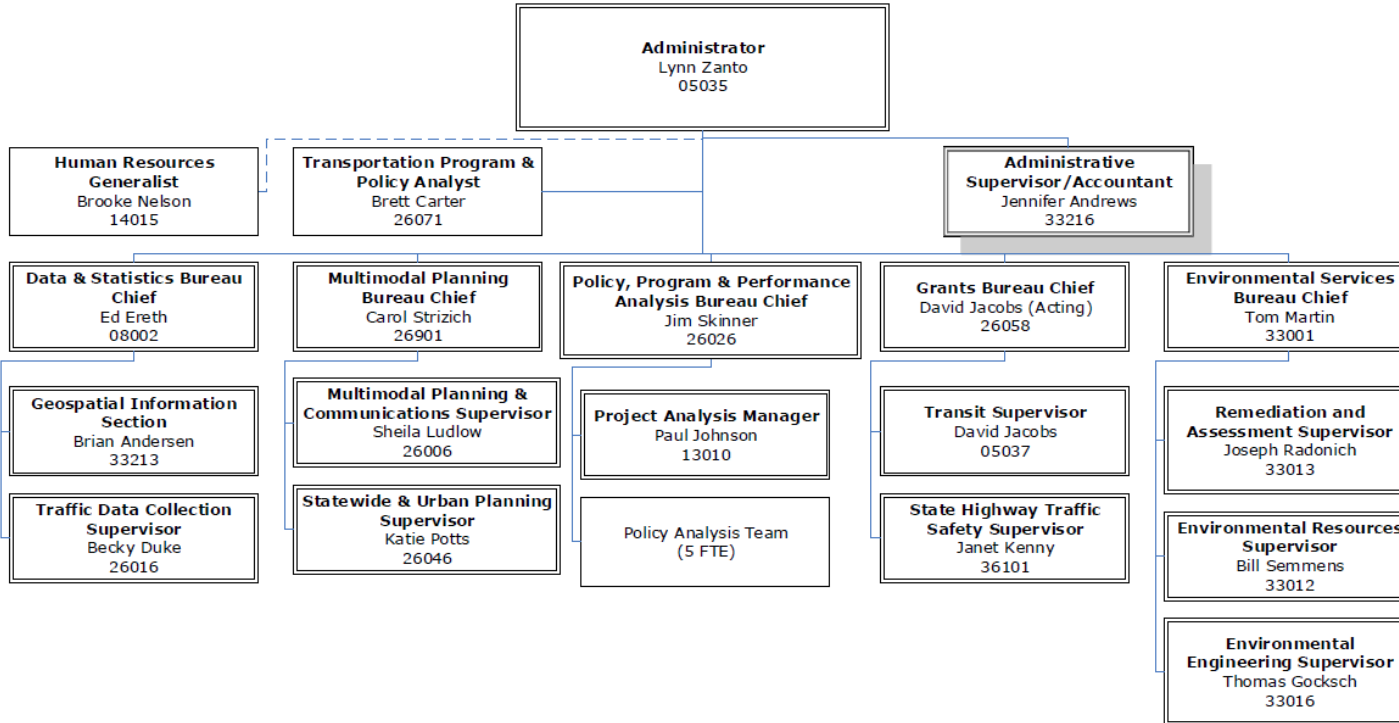 Administrator
Lynn Zanto
05035
Human Resources
Generalist
Brooke Nelson
14015
Transportation Program &
Policy Analyst
Brett Carter
26071
Administrative
Supervisor/Accountant
Jennifer Andrews
33216
Data & Statistics Bureau
Chief
Ed Ereth
08002
Multimodal Planning
Bureau Chief
Carol Strizich
26901
Policy, Program & Performance
Analysis Bureau Chief
Jim Skinner
26026
Grants Bureau Chief
David Jacobs (Acting)
26058
Environmental Services
Bureau Chief
Tom Martin
33001
Geospatial Information
Section
Brian Andersen
33213
Multimodal Planning &
Communications Supervisor
Sheila Ludlow
26006
Project Analysis Manager
Paul Johnson
13010
Transit Supervisor
David Jacobs
05037
Remediation and
Assessment Supervisor
Joseph Radonich
33013
Traffic Data Collection
Supervisor
Becky Duke
26016
Statewide & Urban Planning
Supervisor
Katie Potts
26046
Policy Analysis Team
(5 FTE)
State Highway Traffic
Safety Supervisor
Janet Kenny
36101
Environmental Resources
Supervisor
Bill Semmens
33012
Environmental
Engineering Supervisor
Thomas Gocksch
33016